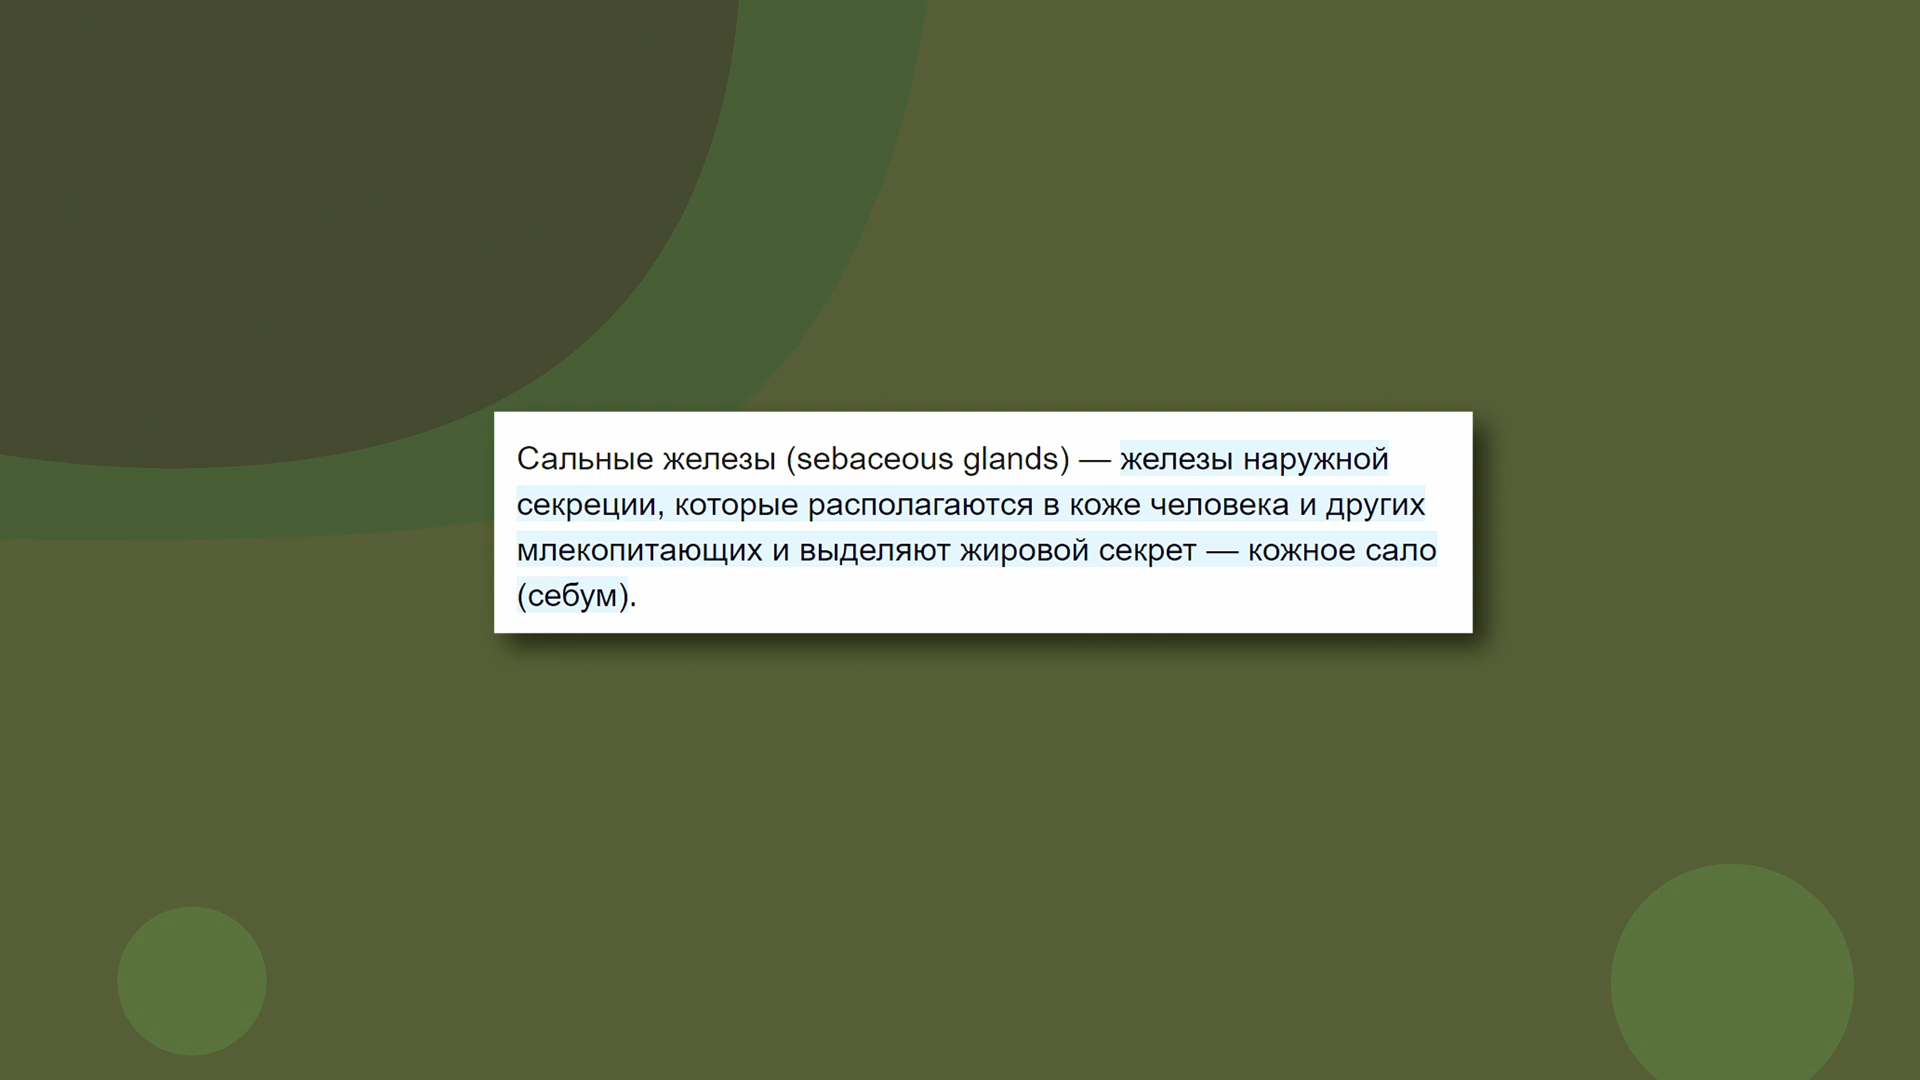 Сальные железы (sebaceous glands) — железы наружной
секреции, которые располагаются в коже человека и других
млекопитающих и выделяют жировой секрет — кожное сало
(себум).